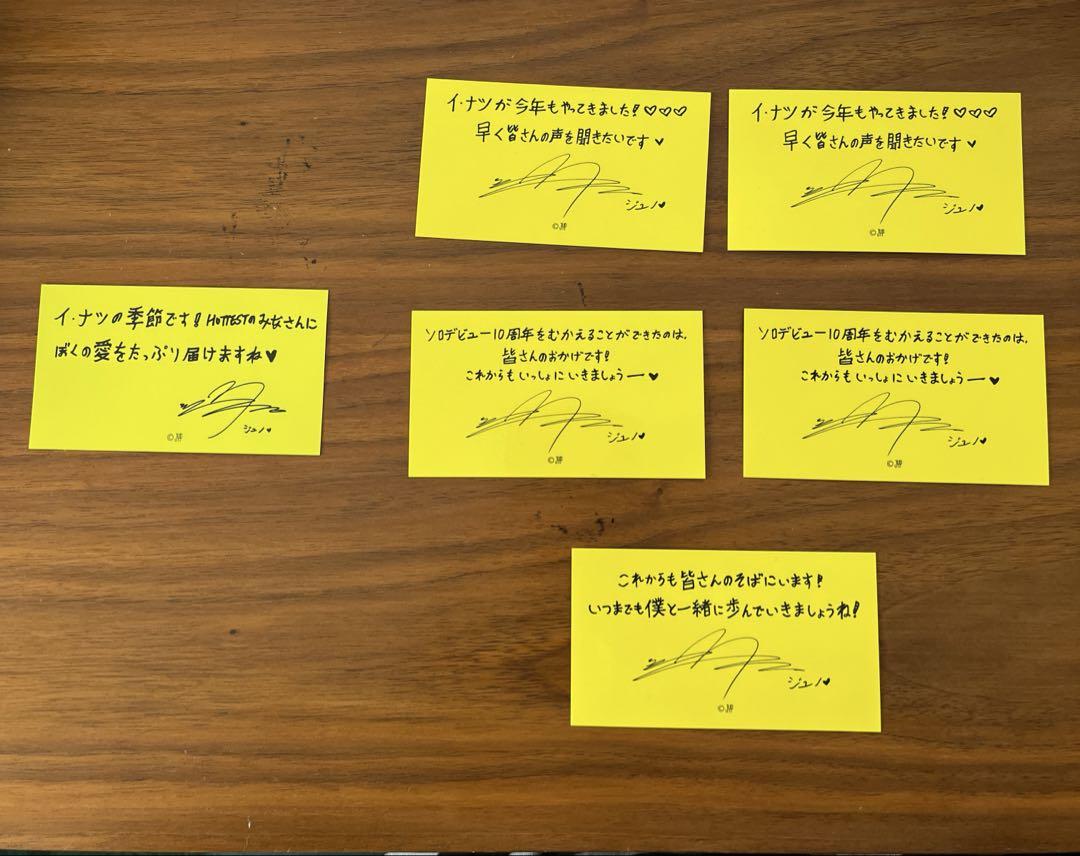 イ・ナツが今年もやってきました!♡♡♡
早く皆さんの声を聞きたいです♥
ジュノ♥
©JYP
イ・ナツが今年もやってきました!♡♡♡
早く皆さんの声を聞きたいです♥
ジュノ♥
©JYP
イ・ナツの季節です!HOTTESTのみなさんに
ぼくの愛をたっぷり届けますね♥
ジュノ♥
©JYP
ソロデビュー10周年をむかえることができたのは、
皆さんのおかげです!
これからもいっしょにいきましょうー♥
ジュノ♥
©JYP
ソロデビュー10周年をむかえることができたのは、
皆さんのおかげです!
これからもいっしょにいきましょうー♥
ジュノ♥
©JYP
これからも皆さんのそばにいます!
いつまでも僕と一緒に歩んでいきましょうね!
ジュノ♥
©JYP